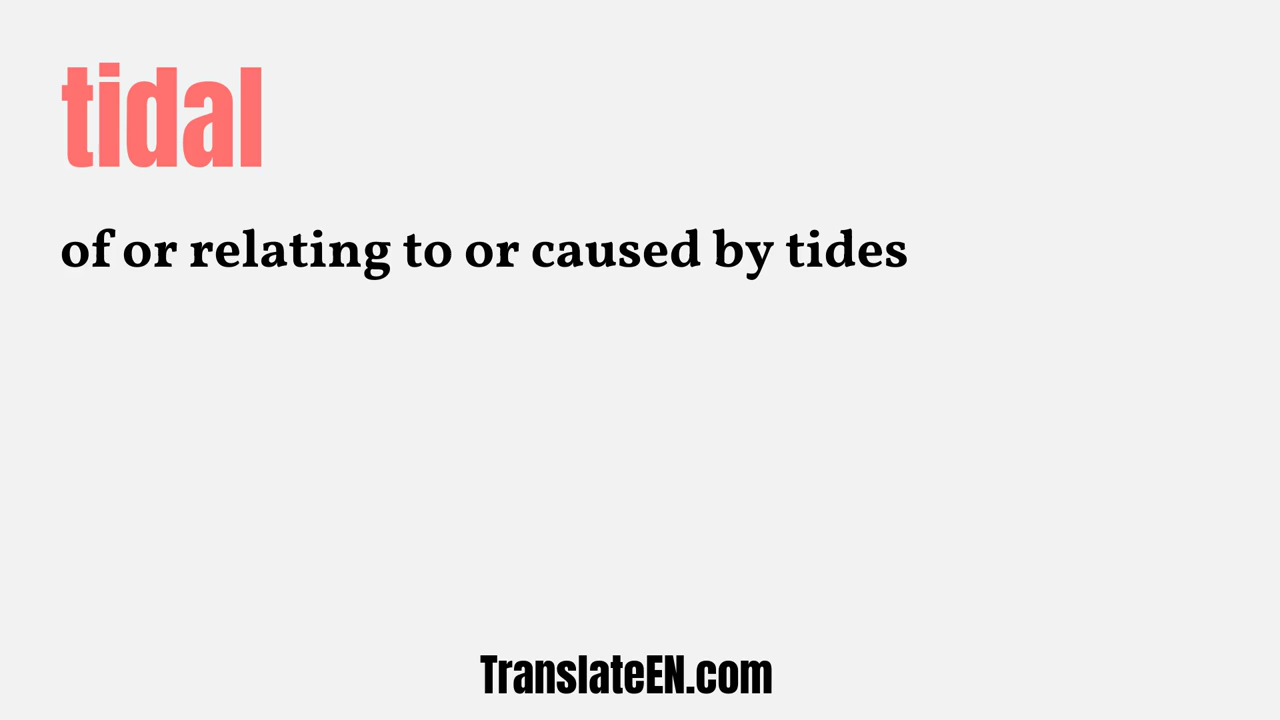 tidal
of or relating to or caused by tides
TranslateEN.com